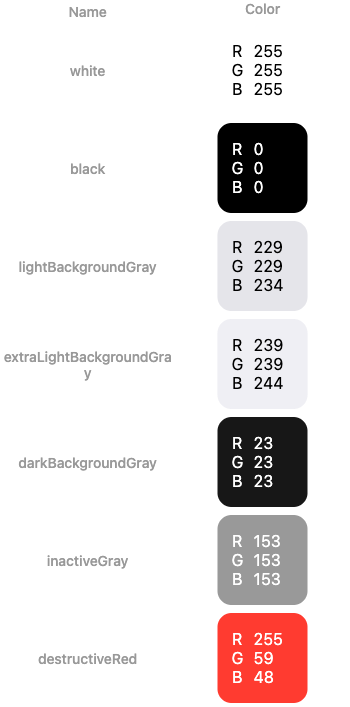 Name Color
white
R 255
G 255
B 255
black
R 0
G 0
B 0
lightBackgroundGray
R 229
G 229
B 234
extraLightBackgroundGra
y
R 239
G 239
B 244
darkBackgroundGray
R 23
G 23
B 23
inactiveGray
R 153
G 153
B 153
destructiveRed
R 255
G 59
B 48